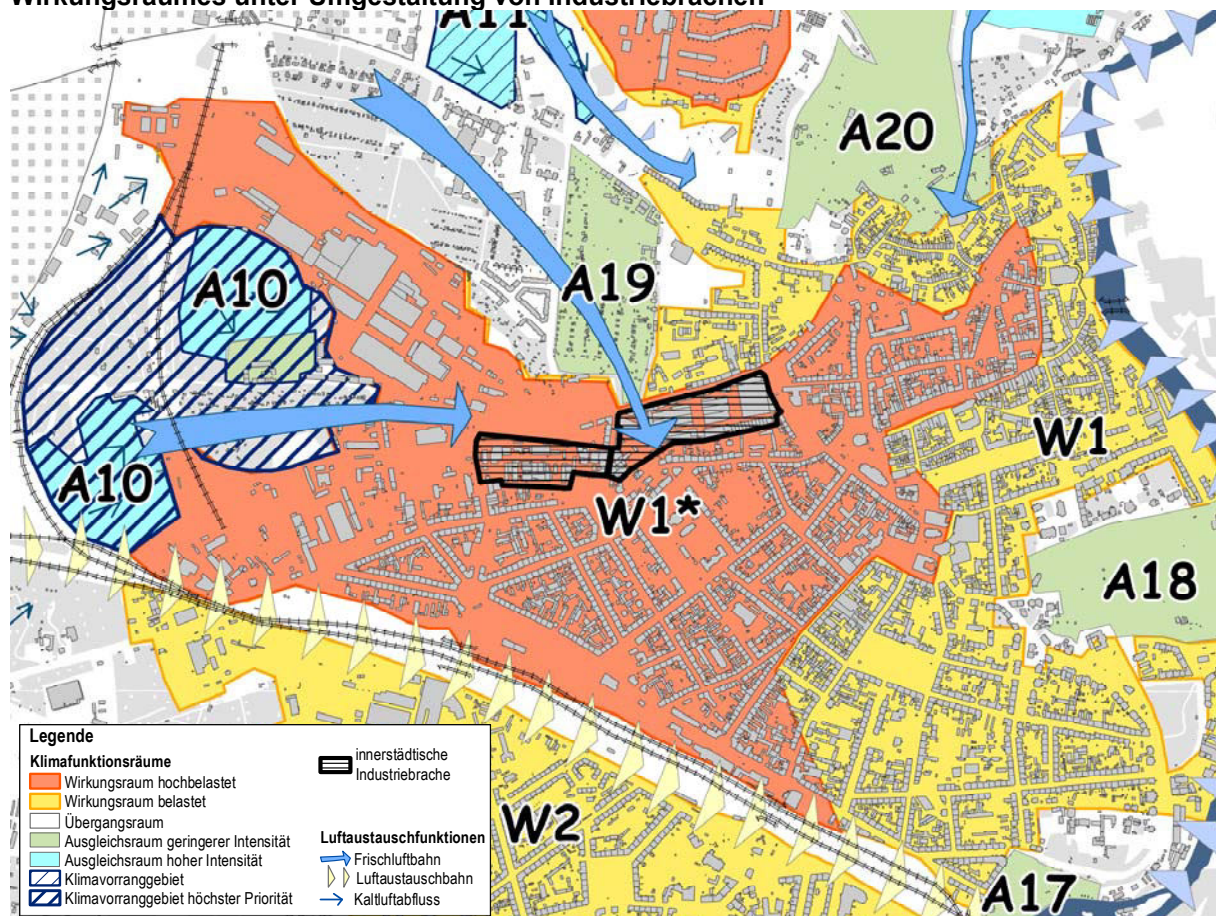 Wirkungsraumes unter Umgestaltung von Industriebrachen
A11
A20
A10
A19
W1
A10
W1*
A18
W2
A17
Legende
Klimafunktionsräume
Wirkungsraum hochbelastet
Wirkungsraum belastet
Übergangsraum
Ausgleichsraum geringerer Intensität
Ausgleichsraum hoher Intensität
Klimavorranggebiet
Klimavorranggebiet höchster Priorität
innerstädtische
Industriebrache
Luftaustauschfunktionen
Frischluftbahn
Luftaustauschbahn
Kaltluftabfluss